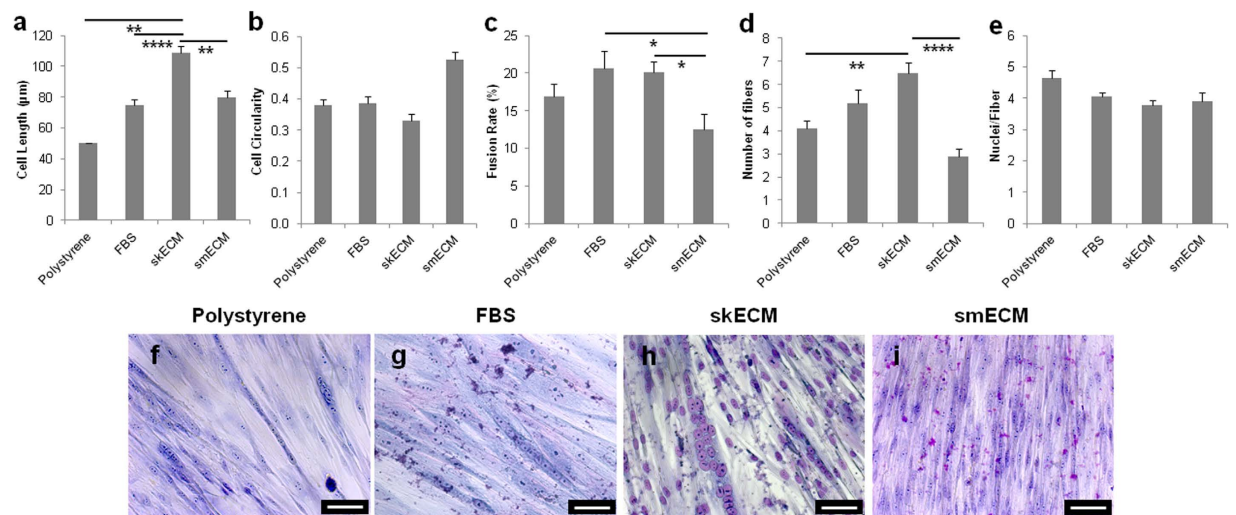 a
**
****
**
120
100
80
60
40
20
0
Cell Length (µm)
Polystyrene
FBS
skECM
smECM
b
0.6
0.5
0.4
0.3
0.2
0.1
0.0
Cell Circularity
Polystyrene
FBS
skECM
smECM
c
*
*
25
20
15
10
5
0
Fusion Rate (%)
Polystyrene
FBS
skECM
smECM
d
****
**
8
7
6
5
4
3
2
1
0
Number of fibers
Polystyrene
FBS
skECM
smECM
e
6
5
4
3
2
1
0
Nuclei/Fiber
Polystyrene
FBS
skECM
smECM
Polystyrene
FBS
skECM
smECM
f
g
h
i